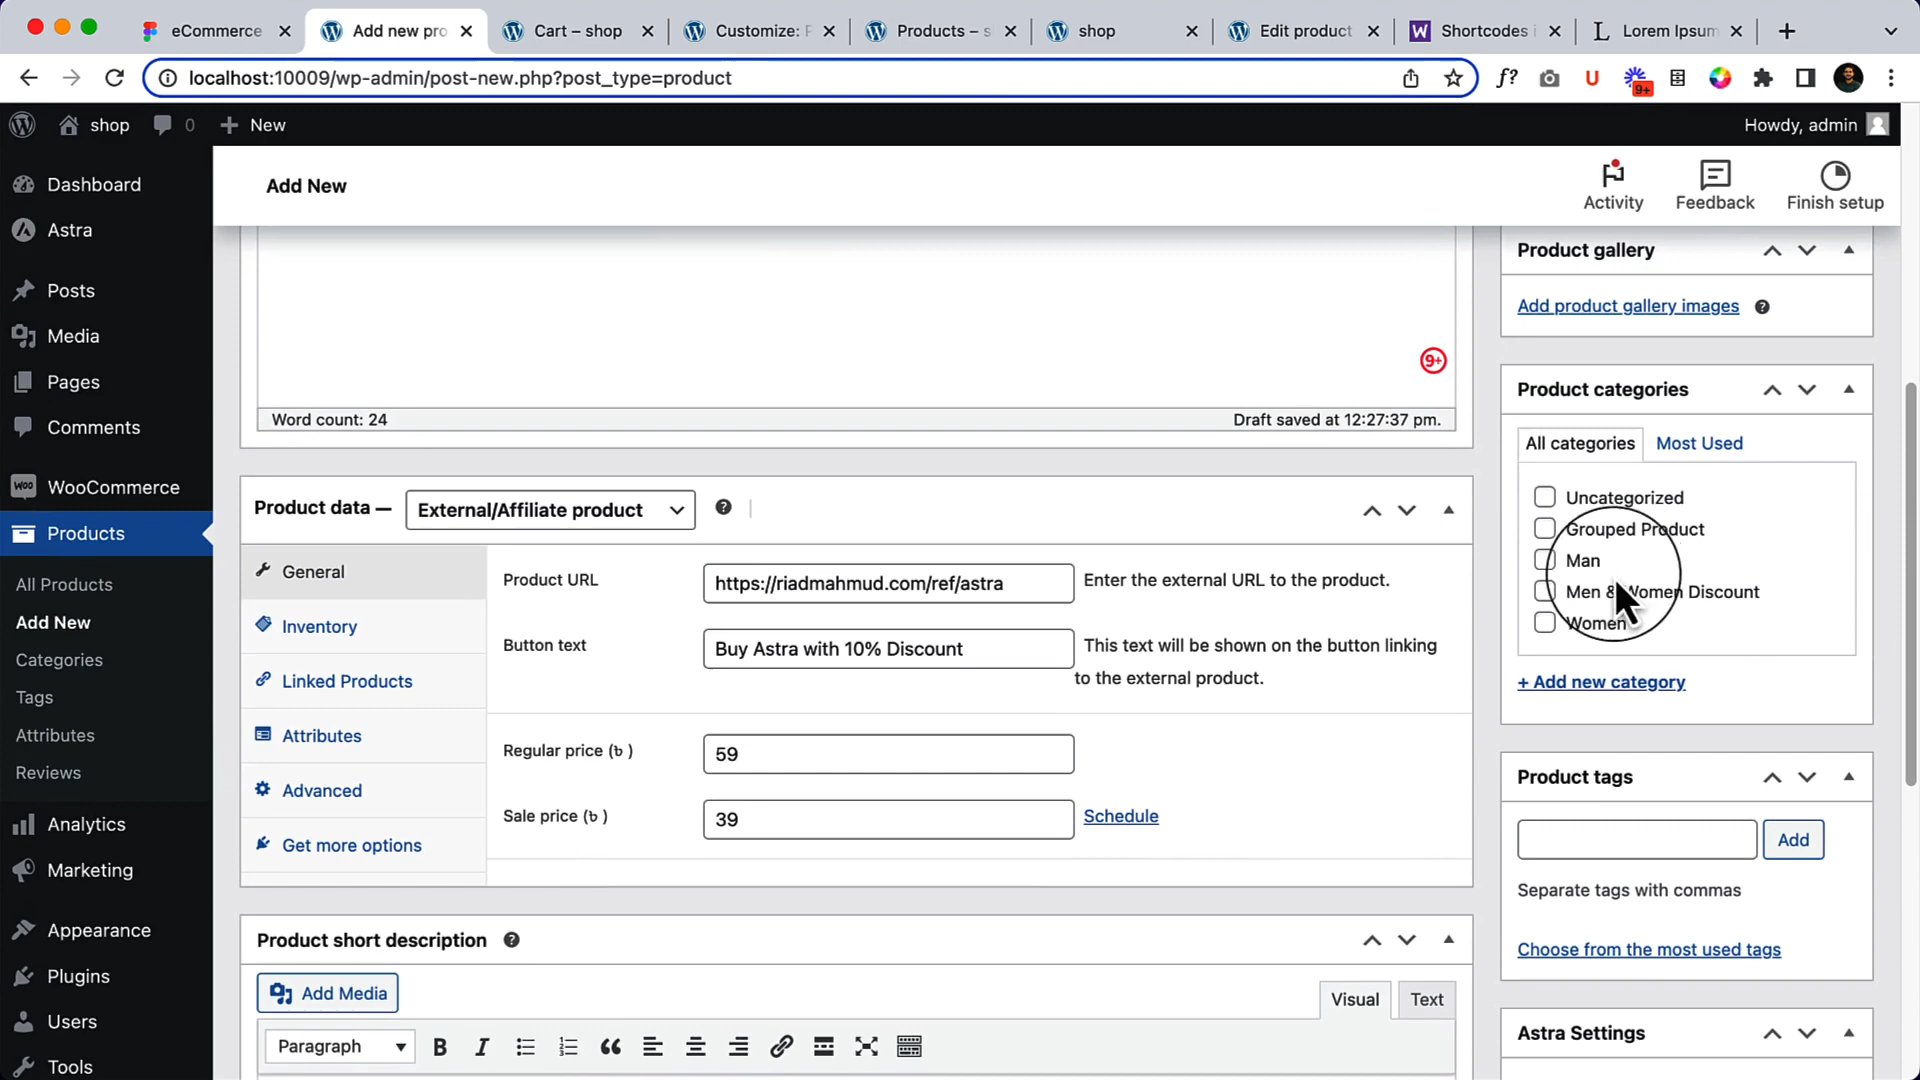 eCommerce
Add new pro
Cart – shop
Customize: P
Products – s
shop
Edit product
Shortcodes i
Lorem Ipsum
localhost:10009/wp-admin/post-new.php?post_type=product
f?
U
9+
shop
0
New
Howdy, admin
Dashboard
Astra
Posts
Media
Pages
Comments
WooCommerce
Products
All Products
Add New
Categories
Tags
Attributes
Reviews
Analytics
Marketing
Appearance
Plugins
Users
Tools
Add New
Activity
Feedback
Finish setup
9+
Word count: 24
Draft saved at 12:27:37 pm.
Product data —
External/Affiliate product
General
Inventory
Linked Products
Attributes
Advanced
Get more options
Product URL
https://riadmahmud.com/ref/astra
Enter the external URL to the product.
Button text
Buy Astra with 10% Discount
This text will be shown on the button linking
to the external product.
Regular price (৳ )
59
Sale price (৳ )
39
Schedule
Product short description
Add Media
Visual
Text
Paragraph
B
I
Product gallery
Add product gallery images
Product categories
All categories
Most Used
Uncategorized
Grouped Product
Man
Men & Women Discount
Women
+ Add new category
Product tags
Add
Separate tags with commas
Choose from the most used tags
Astra Settings